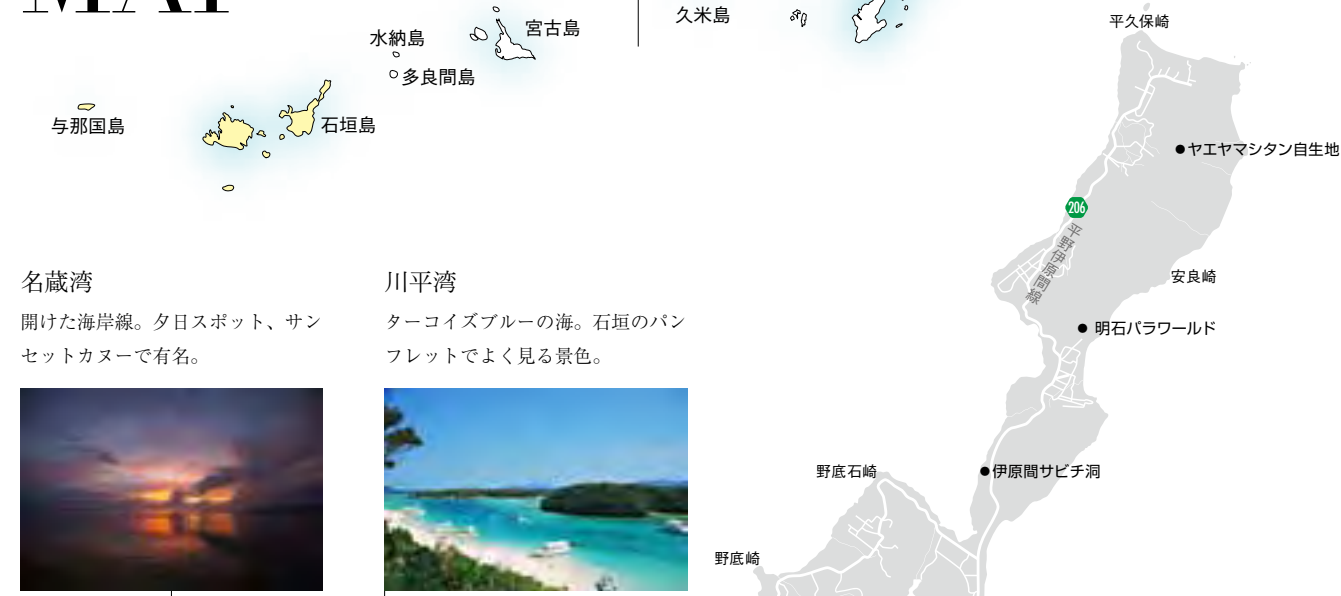 MAP
水納島
宮古島
久米島
多良間島
与那国島
石垣島
平久保崎
ヤエヤマシタン自生地
206
平野伊原間線
安良崎
明石パラワールド
伊原間サビチ洞
野底石崎
野底崎
名蔵湾
開けた海岸線。夕日スポット、サン
セットカヌーで有名。
川平湾
ターコイズブルーの海。石垣のパン
フレットでよく見る景色。